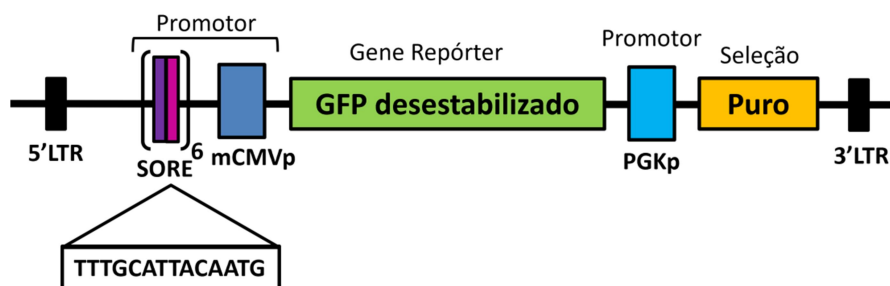 Promotor
Gene Repórter
Promotor
Seleção
GFP desestabilizado
Puro
5'LTR
SORE
6
mCMVp
PGKp
3'LTR
TTTGCATTACAATG